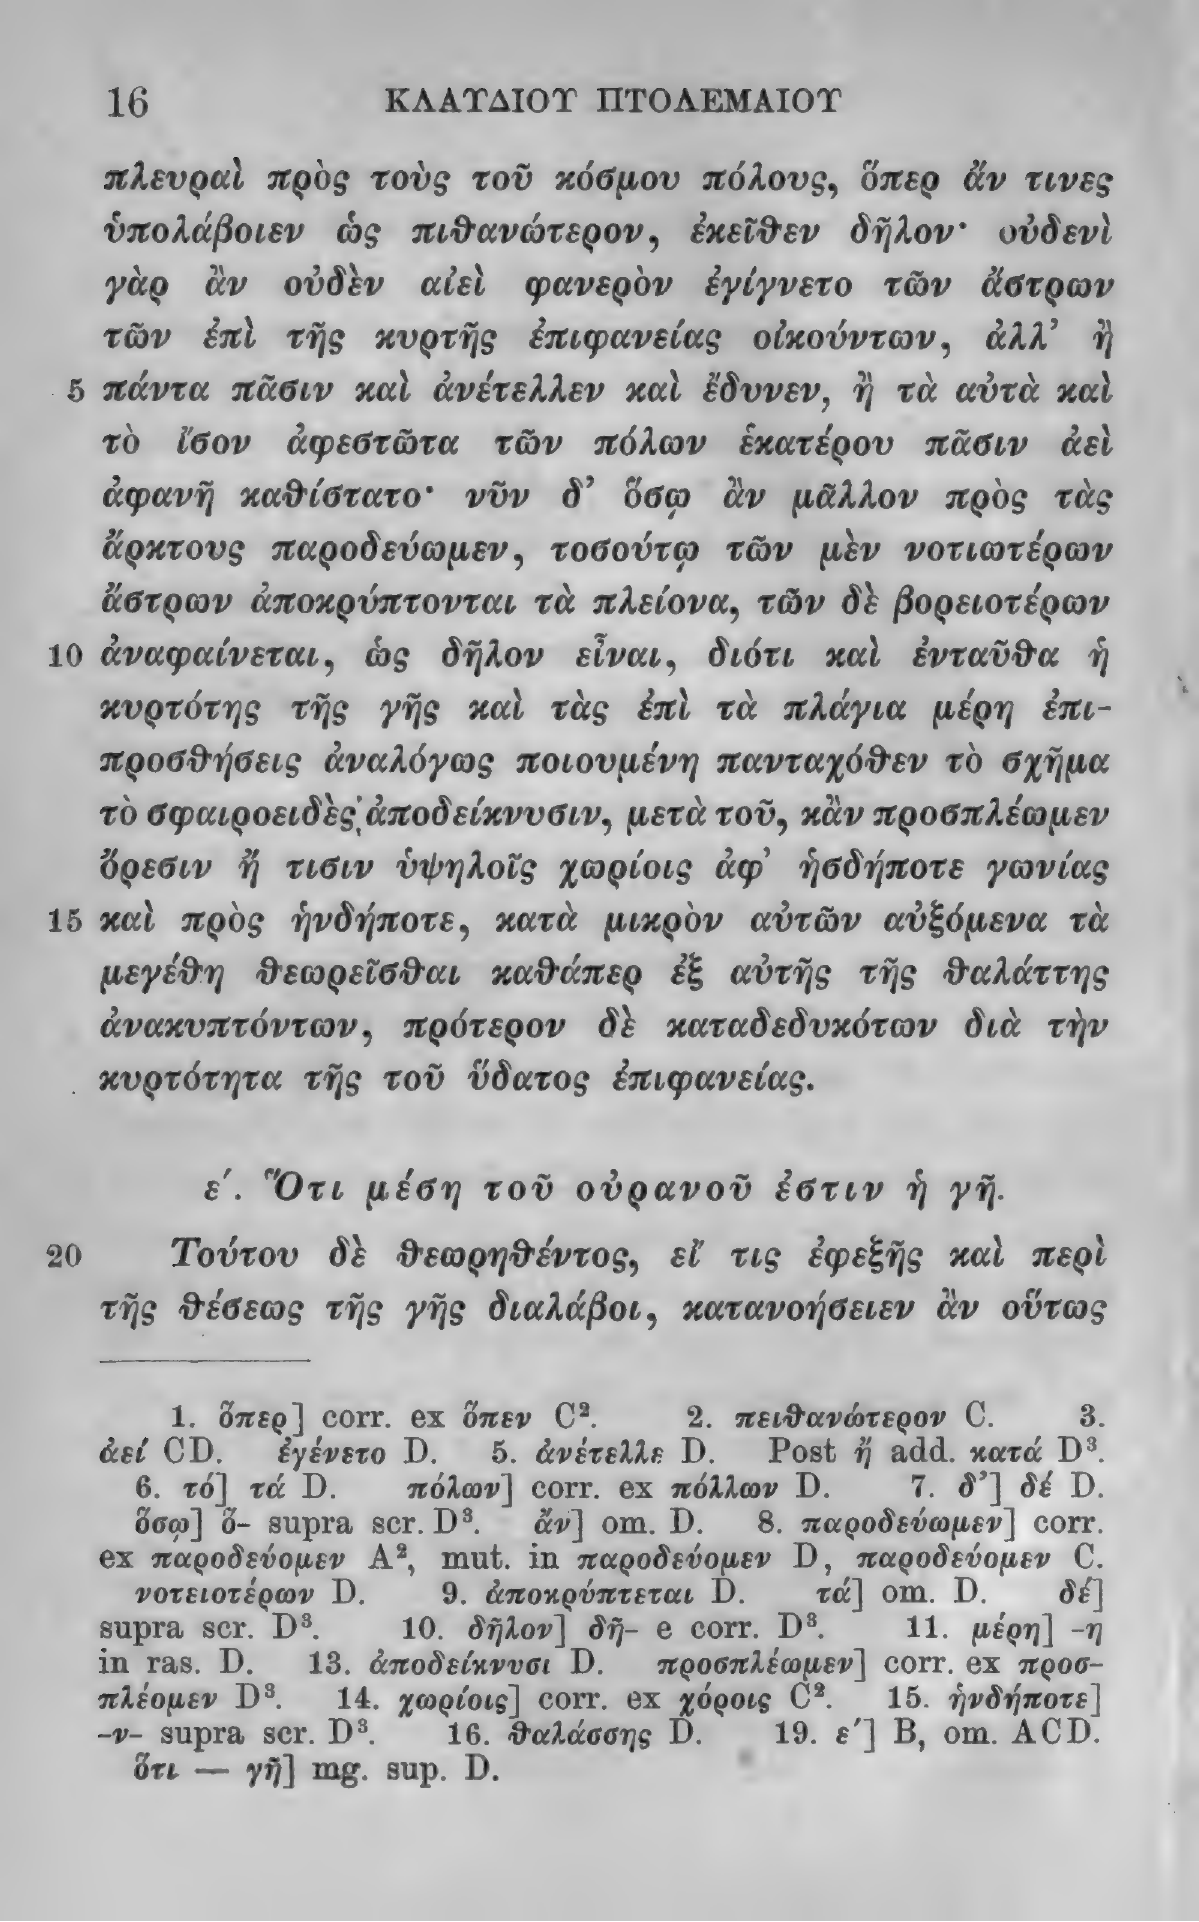 16 ΚΛΑΥΔΙΟΥ ΠΤΟΛΕΜΑΙΟΥ
πλευραὶ πρὸς τοὺς τοῦ κόσμου πόλους, ὅπερ ἄν τινες
ὑπολάβοιεν ὡς πιθανώτερον, ἐκεῖθεν δῆλον· οὐδενὶ
γὰρ ἂν οὐδὲν αἰεὶ φανερὸν ἐγίγνετο τῶν ἄστρων
τῶν ἐπὶ τῆς κυρτῆς ἐπιφανείας οἰκούντων, ἀλλ’ ἢ
5 πάντα πᾶσιν καὶ ἀνέτελλεν καὶ ἔδυνεν, ἢ τὰ αὐτὰ καὶ
τὸ ἴσον ἀφεστῶτα τῶν πόλων ἑκατέρου πᾶσιν ἀεὶ
ἀφανῆ καθίστατο· νῦν δ’ ὅσῳ ἂν μᾶλλον πρὸς τὰς
ἄρκτους παροδεύωμεν, τοσούτῳ τῶν μὲν νοτιωτέρων
ἄστρων ἀποκρύπτονται τὰ πλείονα, τῶν δὲ βορειοτέρων
10 ἀναφαίνεται, ὡς δῆλον εἶναι, διότι καὶ ἐνταῦθα ἡ
κυρτότης τῆς γῆς καὶ τὰς ἐπὶ τὰ πλάγια μέρη ἐπι-
προσθήσεις ἀναλόγως ποιουμένη πανταχόθεν τὸ σχῆμα
τὸ σφαιροειδὲς ἀποδείκνυσιν, μετὰ τοῦ, κἂν προσπλέωμεν
ὄρεσιν ἤ τισιν ὑψηλοῖς χωρίοις ἀφ’ ἡσδήποτε γωνίας
15 καὶ πρὸς ἡνδήποτε, κατὰ μικρὸν αὐτῶν αὐξόμενα τὰ
μεγέθη θεωρεῖσθαι καθάπερ ἐξ αὐτῆς τῆς θαλάττης
ἀνακυπτόντων, πρότερον δὲ καταδεδυκότων διὰ τὴν
κυρτότητα τῆς τοῦ ὕδατος ἐπιφανείας.
ε′. Ὅτι μέση τοῦ οὐρανοῦ ἐστιν ἡ γῆ.
20 Τούτου δὲ θεωρηθέντος, εἴ τις ἐφεξῆς καὶ περὶ
τῆς θέσεως τῆς γῆς διαλάβοι, κατανοήσειεν ἂν οὕτως
1. ὅπερ] corr. ex ὅπεν C². 2. πειθανώτερον C. 3.
ἀεί CD. ἐγένετο D. 5. ἀνέτελλε D. Post ἤ add. κατά D³.
6. τό] τά D. πόλων] corr. ex πόλλων D. 7. δ’] δέ D.
ὅσῳ] ὅ- supra scr. D³. ἄν] om. D. 8. παροδεύωμεν] corr.
ex παροδεύομεν A², mut. in παροδεύομεν D, παροδεύομεν C.
νοτειοτέρων D. 9. ἀποκρύπτεται D. τά] om. D. δέ]
supra scr. D³. 10. δῆλον] δῆ- e corr. D³. 11. μέρη] -η
in ras. D. 13. ἀποδείκνυσι D. προσπλέωμεν] corr. ex προσ-
πλέομεν D³. 14. χωρίοις] corr. ex χόροις C². 15. ἡνδήποτε]
-ν- supra scr. D³. 16. θαλάσσης D. 19. ε′] B, om. ACD.
ὅτι — γῆ] mg. sup. D.